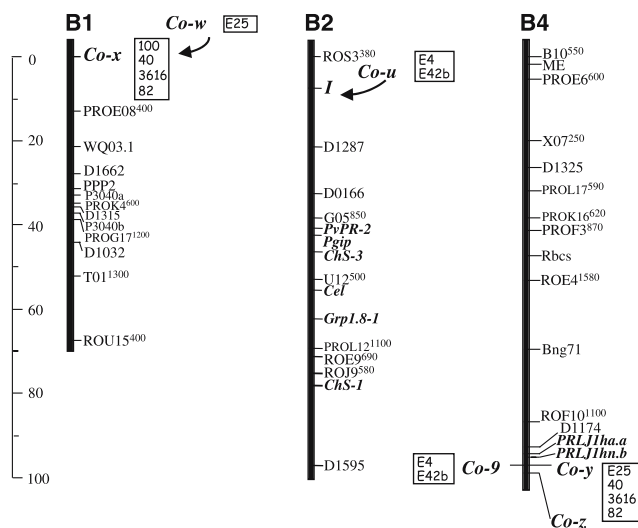 B1 Co-w E25 B2 B4
0
20
40
60
80
100
Co-x
100
40
3616
82
PROE08400
WQ03.1
D1662
PPP2
P3040a
PROK4600
D1315
P3040b
PROG171200
D1032
T011300
ROU15400
ROS3380
Co-u
E4
E42b
I
D1287
D0166
G05850
PvPR-2
Pgip
ChS-3
U12500
Cel
Grp1.8-1
PROL121100
ROE9690
ROJ9580
ChS-1
D1595
E4
E42b
Co-9
B10550
ME
PROE6600
X07250
D1325
PROL17590
PROK16620
PROF3870
Rbcs
ROE41580
Bng71
ROF101100
D1174
PRLJ1ha.a
PRLJ1hn.b
Co-y
E25
40
3616
82
Co-z